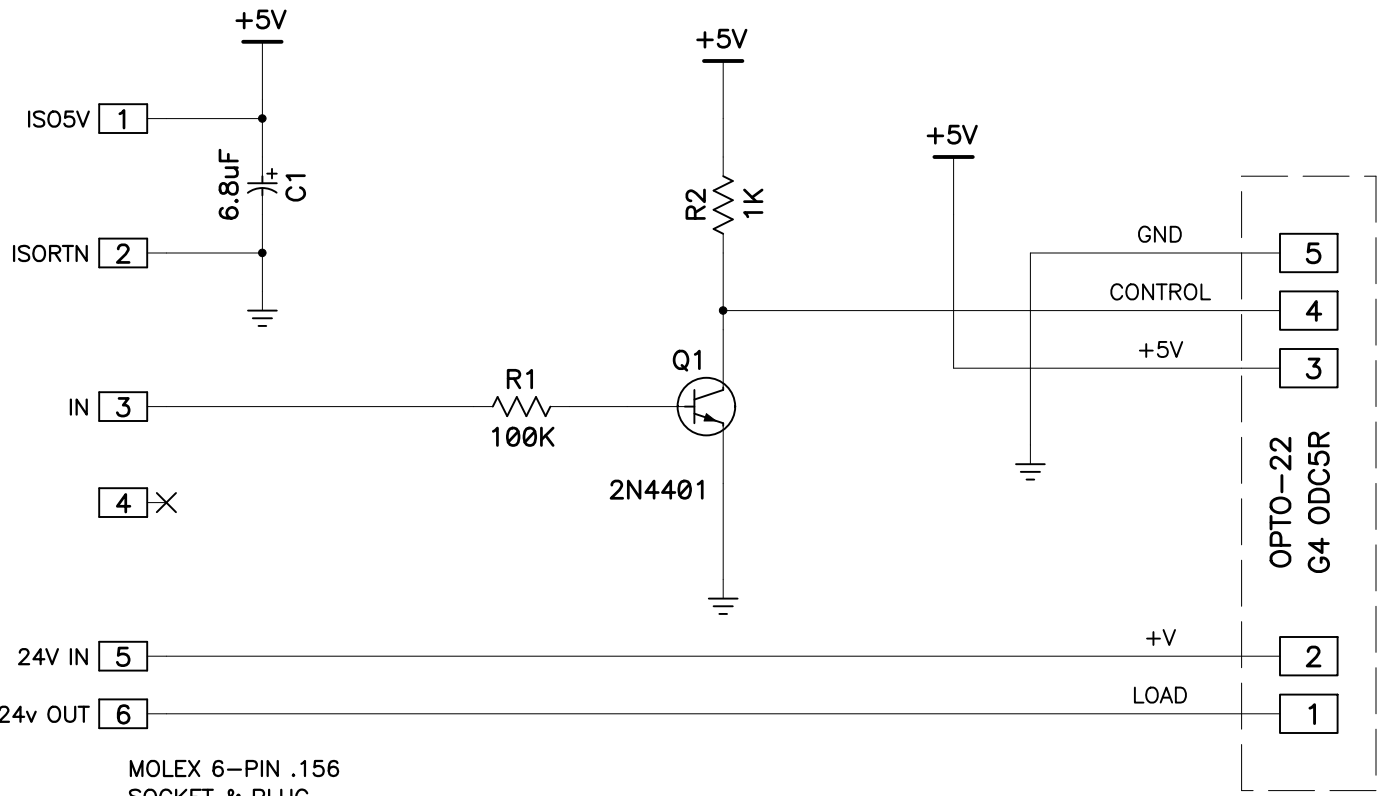 +5V
+5V
+5V
ISO5V 1
6.8uF
+
C1
R2
1K
ISORTN 2
GND 5
CONTROL 4
+5V 3
Q1
R1
IN 3
100K
2N4401
4
OPTO-22
G4 ODC5R
24V IN 5
+V 2
24v OUT 6
LOAD 1
MOLEX 6-PIN .156
SOCKET & PLUG